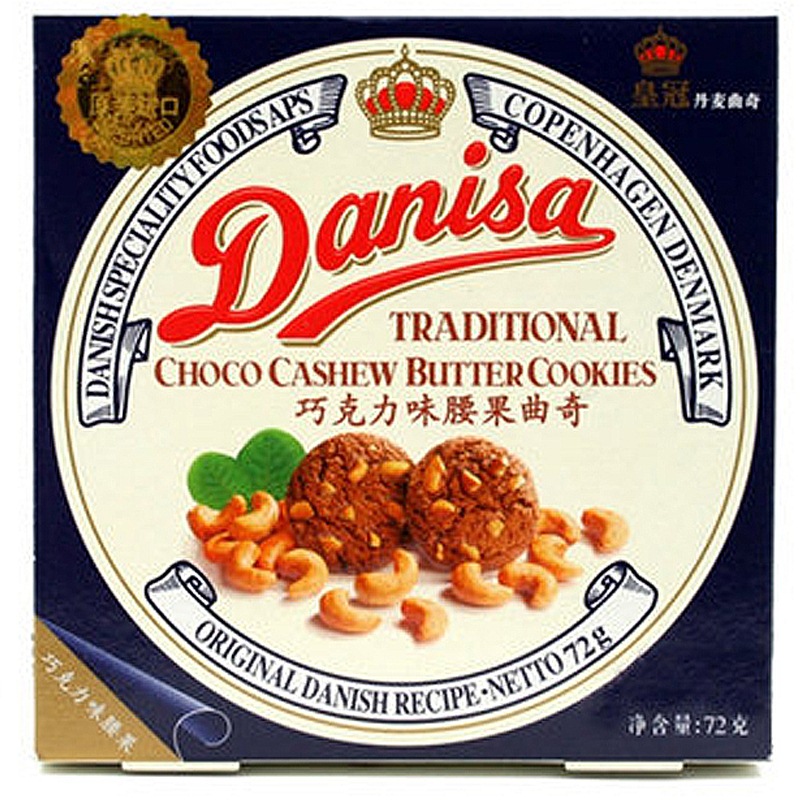 原装进口
皇冠 丹麦曲奇
DANISH SPECIALITY FOODS APS
COPENHAGEN DENMARK
Danisa
TRADITIONAL
CHOCO CASHEW BUTTER COOKIES
巧克力味腰果曲奇
ORIGINAL DANISH RECIPE·NETTO 72g
巧克力味腰果
净含量:72克